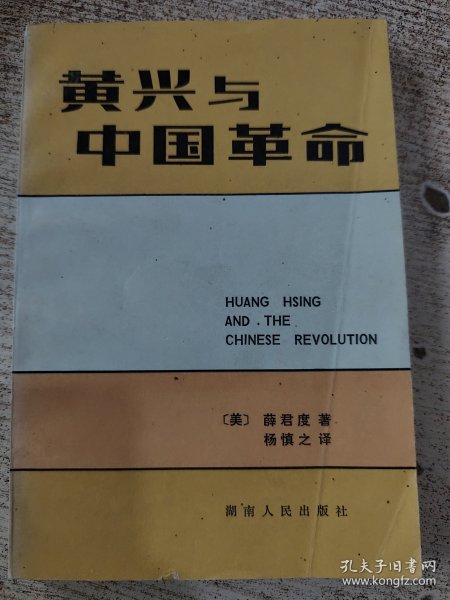 黄兴与
中国革命
HUANG HSING
AND THE
CHINESE REVOLUTION
〔美〕 薛君度 著
杨慎之 译
湖南人民出版社
孔夫子旧书网
www.kongfz.com